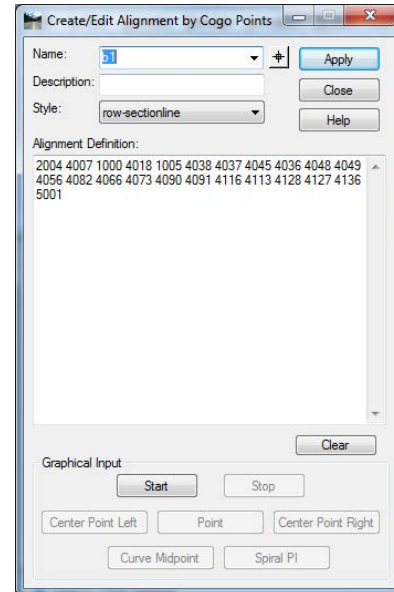 Create/Edit Alignment by Cogo Points
Name: b1 Apply
Description: Close
Style: row-sectionline Help
Alignment Definition:
2004 4007 1000 4018 1005 4038 4037 4045 4036 4048 4049
4056 4082 4066 4073 4090 4091 4116 4113 4128 4127 4136
5001
Clear
Graphical Input
Start Stop
Center Point Left Point Center Point Right
Curve Midpoint Spiral PI